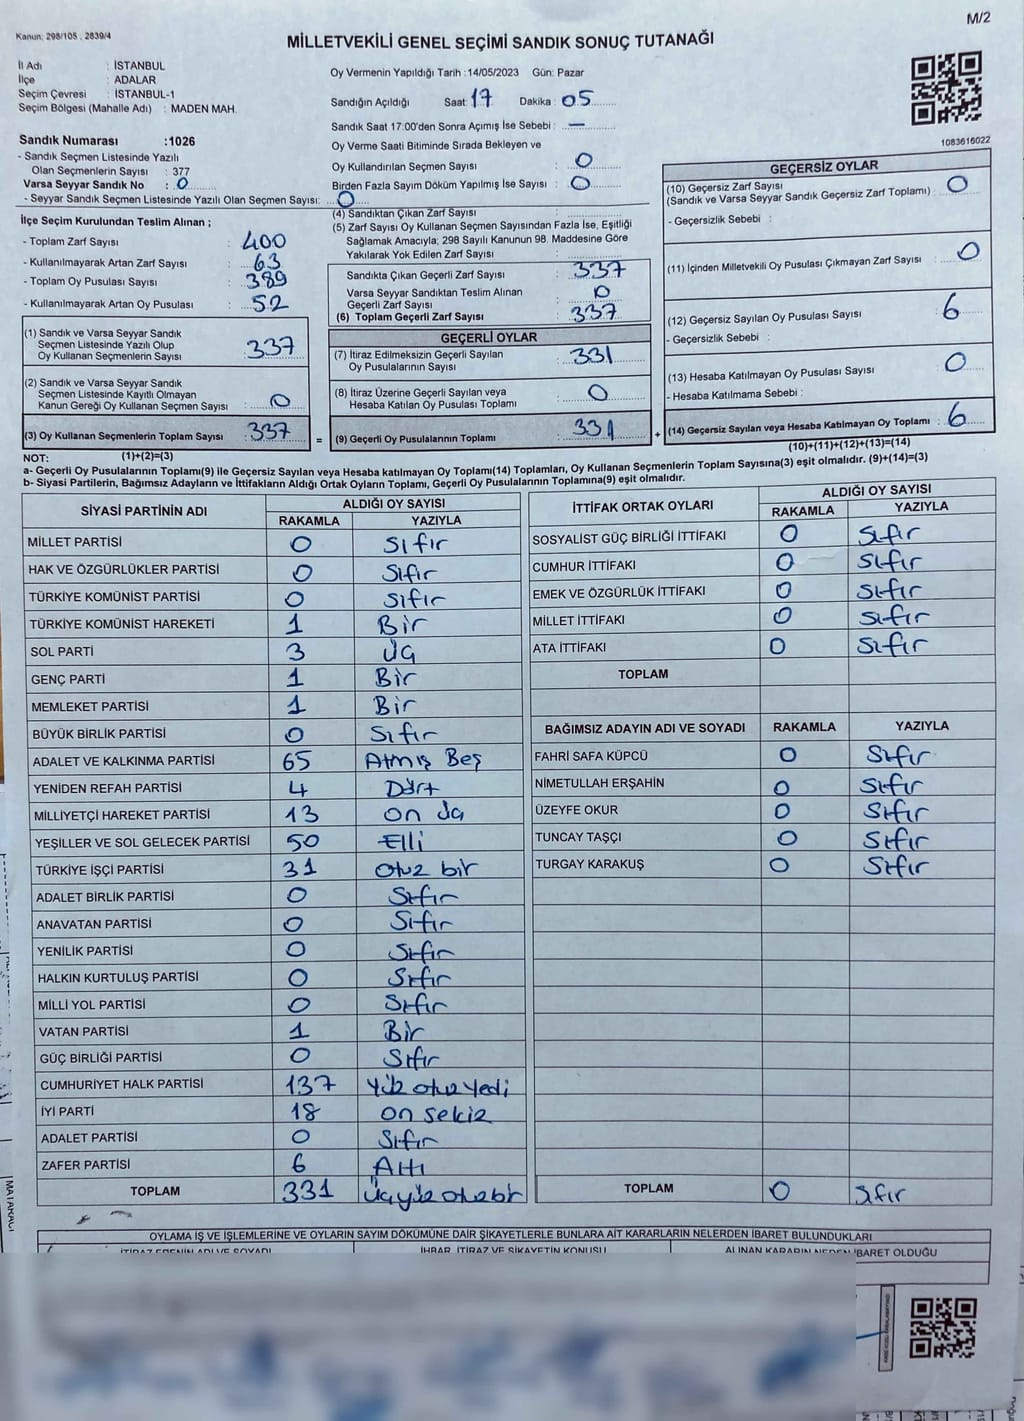 M/2
Kanun: 298/105 , 2839/4
MİLLETVEKİLİ GENEL SEÇİMİ SANDIK SONUÇ TUTANAĞI
İl Adı : İSTANBUL
İlçe : ADALAR
Seçim Çevresi : İSTANBUL-1
Seçim Bölgesi (Mahalle Adı) : MADEN MAH.
Oy Vermenin Yapıldığı Tarih :14/05/2023 Gün: Pazar
Sandığın Açıldığı Saat: 17 Dakika : 05
Sandık Saat 17:00'den Sonra Açımış İse Sebebi : —
Oy Verme Saati Bitiminde Sırada Bekleyen ve
Oy Kullandırılan Seçmen Sayısı : 0
Birden Fazla Sayım Döküm Yapılmış İse Sayısı : 0
1083616022
Sandık Numarası :1026
- Sandık Seçmen Listesinde Yazılı
Olan Seçmenlerin Sayısı : 377
Varsa Seyyar Sandık No : 0
- Seyyar Sandık Seçmen Listesinde Yazılı Olan Seçmen Sayısı: 0
İlçe Seçim Kurulundan Teslim Alınan ;
- Toplam Zarf Sayısı : 400
- Kullanılmayarak Artan Zarf Sayısı : 63
- Toplam Oy Pusulası Sayısı : 389
- Kullanılmayarak Artan Oy Pusulası : 52
(1) Sandık ve Varsa Seyyar Sandık
Seçmen Listesinde Yazılı Olup
Oy Kullanan Seçmenlerin Sayısı : 337
(2) Sandık ve Varsa Seyyar Sandık
Seçmen Listesinde Kayıtlı Olmayan
Kanun Gereği Oy Kullanan Seçmen Sayısı : 0
(3) Oy Kullanan Seçmenlerin Toplam Sayısı : 337
(1)+(2)=(3)
(4) Sandıktan Çıkan Zarf Sayısı :
(5) Zarf Sayısı Oy Kullanan Seçmen Sayısından Fazla İse, Eşitliği
Sağlamak Amacıyla; 298 Sayılı Kanunun 98. Maddesine Göre
Yakılarak Yok Edilen Zarf Sayısı :
Sandıkta Çıkan Geçerli Zarf Sayısı : 337
Varsa Seyyar Sandıktan Teslim Alınan
Geçerli Zarf Sayısı : 0
(6) Toplam Geçerli Zarf Sayısı : 337
GEÇERLİ OYLAR
(7) İtiraz Edilmeksizin Geçerli Sayılan
Oy Pusulalarının Sayısı : 331
(8) İtiraz Üzerine Geçerli Sayılan veya
Hesaba Katılan Oy Pusulası Toplamı : 0
= (9) Geçerli Oy Pusulalarının Toplamı : 331 +
GEÇERSİZ OYLAR
(10) Geçersiz Zarf Sayısı
(Sandık ve Varsa Seyyar Sandık Geçersiz Zarf Toplamı) : 0
- Geçersizlik Sebebi :
(11) İçinden Milletvekili Oy Pusulası Çıkmayan Zarf Sayısı : 0
(12) Geçersiz Sayılan Oy Pusulası Sayısı : 6
- Geçersizlik Sebebi :
(13) Hesaba Katılmayan Oy Pusulası Sayısı : 0
- Hesaba Katılmama Sebebi :
(14) Geçersiz Sayılan veya Hesaba Katılmayan Oy Toplamı : 6
(10)+(11)+(12)+(13)=(14)
NOT:
a- Geçerli Oy Pusulalarının Toplamı(9) ile Geçersiz Sayılan veya Hesaba katılmayan Oy Toplamı(14) Toplamları, Oy Kullanan Seçmenlerin Toplam Sayısına(3) eşit olmalıdır. (9)+(14)=(3)
b- Siyasi Partilerin, Bağımsız Adayların ve İttifakların Aldığı Ortak Oyların Toplamı, Geçerli Oy Pusulalarının Toplamına(9) eşit olmalıdır.
SİYASİ PARTİNİN ADI ALDIĞI OY SAYISI
RAKAMLA YAZIYLA
MİLLET PARTİSİ 0 Sıfır
HAK VE ÖZGÜRLÜKLER PARTİSİ 0 Sıfır
TÜRKİYE KOMÜNİST PARTİSİ 0 Sıfır
TÜRKİYE KOMÜNİST HAREKETİ 1 Bir
SOL PARTİ 3 Üç
GENÇ PARTİ 1 Bir
MEMLEKET PARTİSİ 1 Bir
BÜYÜK BİRLİK PARTİSİ 0 Sıfır
ADALET VE KALKINMA PARTİSİ 65 Atmış Beş
YENİDEN REFAH PARTİSİ 4 Dört
MİLLİYETÇİ HAREKET PARTİSİ 13 on üç
YEŞİLLER VE SOL GELECEK PARTİSİ 50 Elli
TÜRKİYE İŞÇİ PARTİSİ 31 otuz bir
ADALET BİRLİK PARTİSİ 0 Sıfır
ANAVATAN PARTİSİ 0 Sıfır
YENİLİK PARTİSİ 0 Sıfır
HALKIN KURTULUŞ PARTİSİ 0 Sıfır
MİLLİ YOL PARTİSİ 0 Sıfır
VATAN PARTİSİ 1 Bir
GÜÇ BİRLİĞİ PARTİSİ 0 Sıfır
CUMHURİYET HALK PARTİSİ 137 Yüz otuz Yedi
İYİ PARTİ 18 on sekiz
ADALET PARTİSİ 0 Sıfır
ZAFER PARTİSİ 6 Altı
TOPLAM 331 Üçyüz otuzbir
İTTİFAK ORTAK OYLARI ALDIĞI OY SAYISI
RAKAMLA YAZIYLA
SOSYALİST GÜÇ BİRLİĞİ İTTİFAKI 0 Sıfır
CUMHUR İTTİFAKI 0 Sıfır
EMEK VE ÖZGÜRLÜK İTTİFAKI 0 Sıfır
MİLLET İTTİFAKI 0 Sıfır
ATA İTTİFAKI 0 Sıfır
TOPLAM
BAĞIMSIZ ADAYIN ADI VE SOYADI RAKAMLA YAZIYLA
FAHRİ SAFA KÜPCÜ 0 Sıfır
NİMETULLAH ERŞAHİN 0 Sıfır
ÜZEYFE OKUR 0 Sıfır
TUNCAY TAŞÇI 0 Sıfır
TURGAY KARAKUŞ 0 Sıfır
TOPLAM 0 Sıfır
OYLAMA İŞ VE İŞLEMLERİNE VE OYLARIN SAYIM DÖKÜMÜNE DAİR ŞİKAYETLERLE BUNLARA AİT KARARLARIN NELERDEN İBARET BULUNDUKLARI
İTİRAZ EDENİN ADI VE SOYADI İHBAR, İTİRAZ VE ŞİKAYETİN KONUSU ALINAN KARARIN NEDEN İBARET OLDUĞU